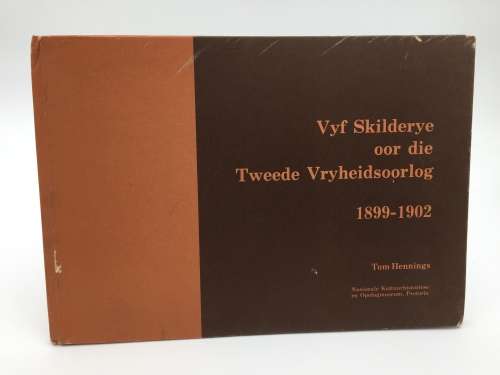 Vyf Skilderye
oor die
Tweede Vryheidsoorlog
1899-1902
Tom Hennings
Nasionale Kultuurhistoriese
en Opelugmuseum, Pretoria